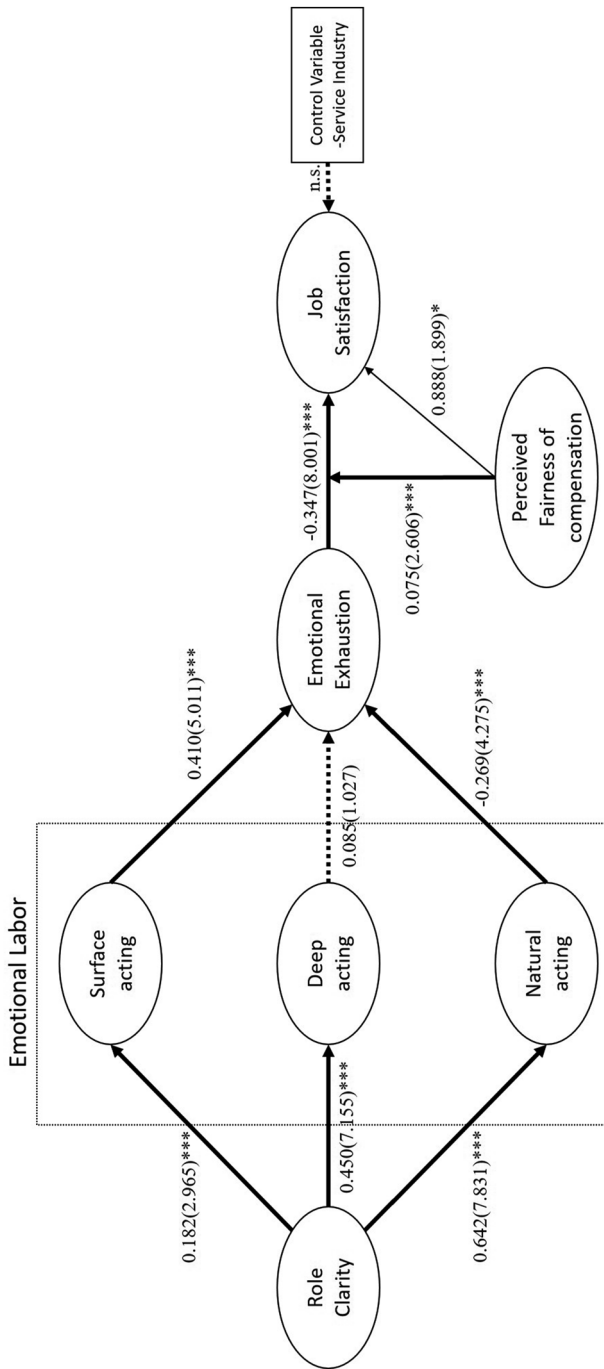 Emotional Labor
Role
Clarity
0.182(2.965)***
0.450(7.155)***
0.642(7.831)***
Surface
acting
Deep
acting
Natural
acting
0.410(5.011)***
0.085(1.027)
-0.269(4.275)***
Emotional
Exhaustion
-0.347(8.001)***
0.075(2.606)***
0.888(1.899)*
Perceived
Fairness of
compensation
Job
Satisfaction
n.s.
Control Variable
-Service Industry